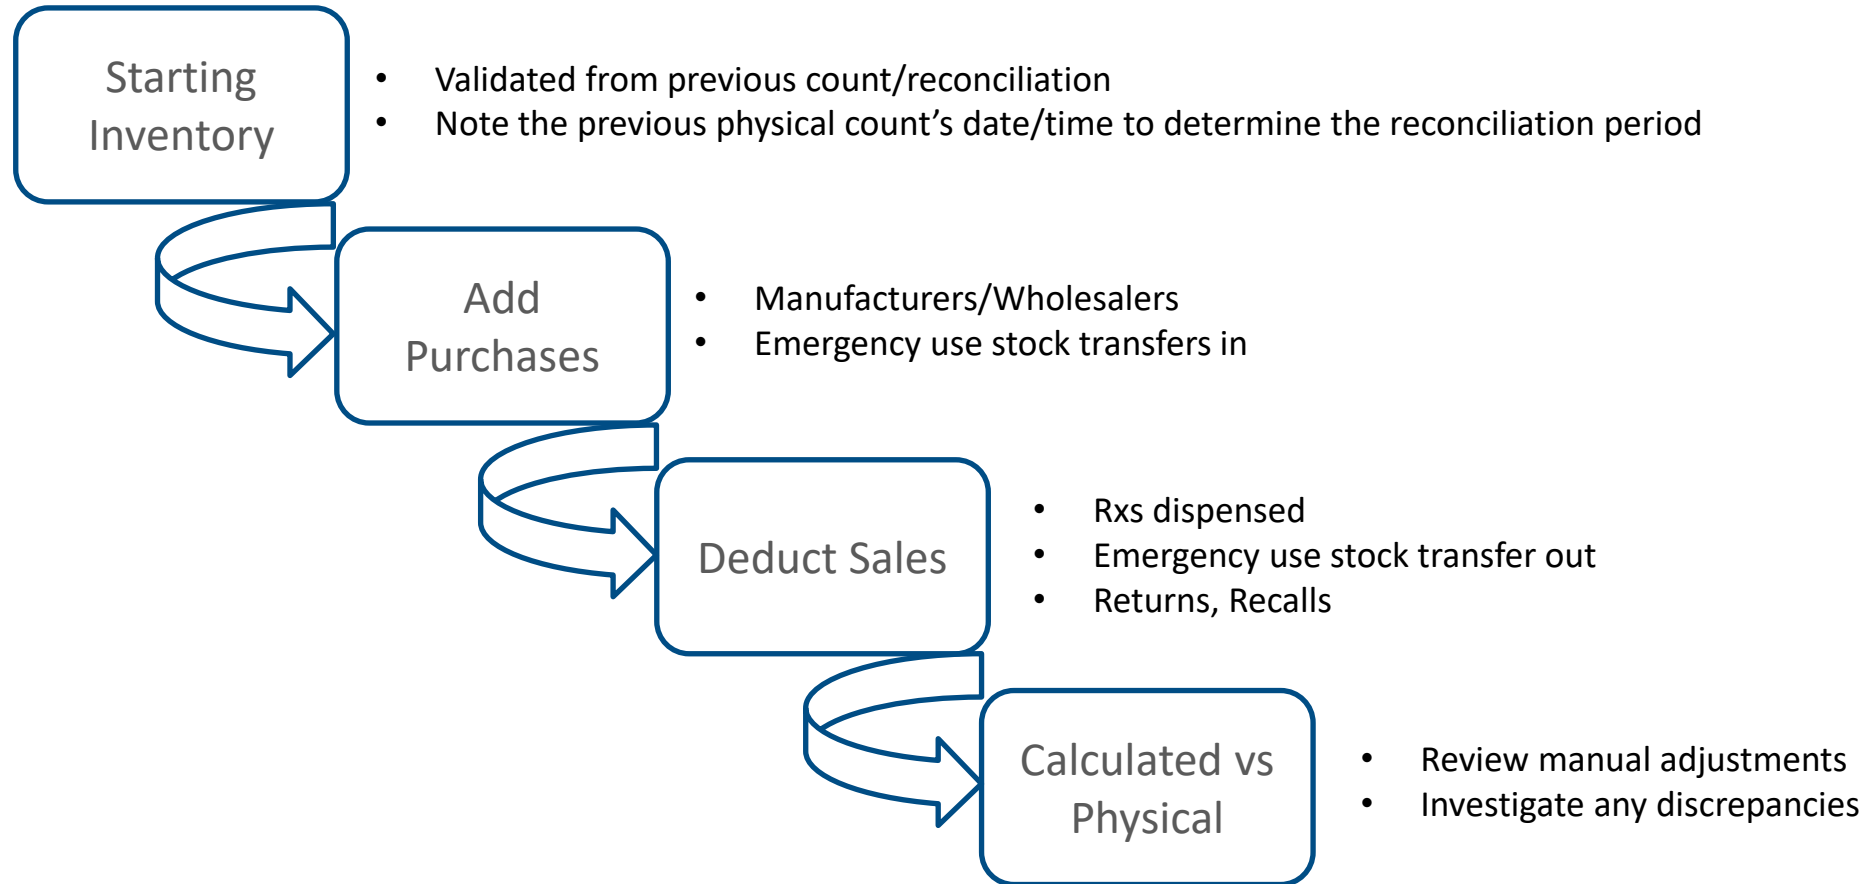 Starting
Inventory
• Validated from previous count/reconciliation
• Note the previous physical count’s date/time to determine the reconciliation period
Add
Purchases
• Manufacturers/Wholesalers
• Emergency use stock transfers in
Deduct Sales
• Rxs dispensed
• Emergency use stock transfer out
• Returns, Recalls
Calculated vs
Physical
• Review manual adjustments
• Investigate any discrepancies